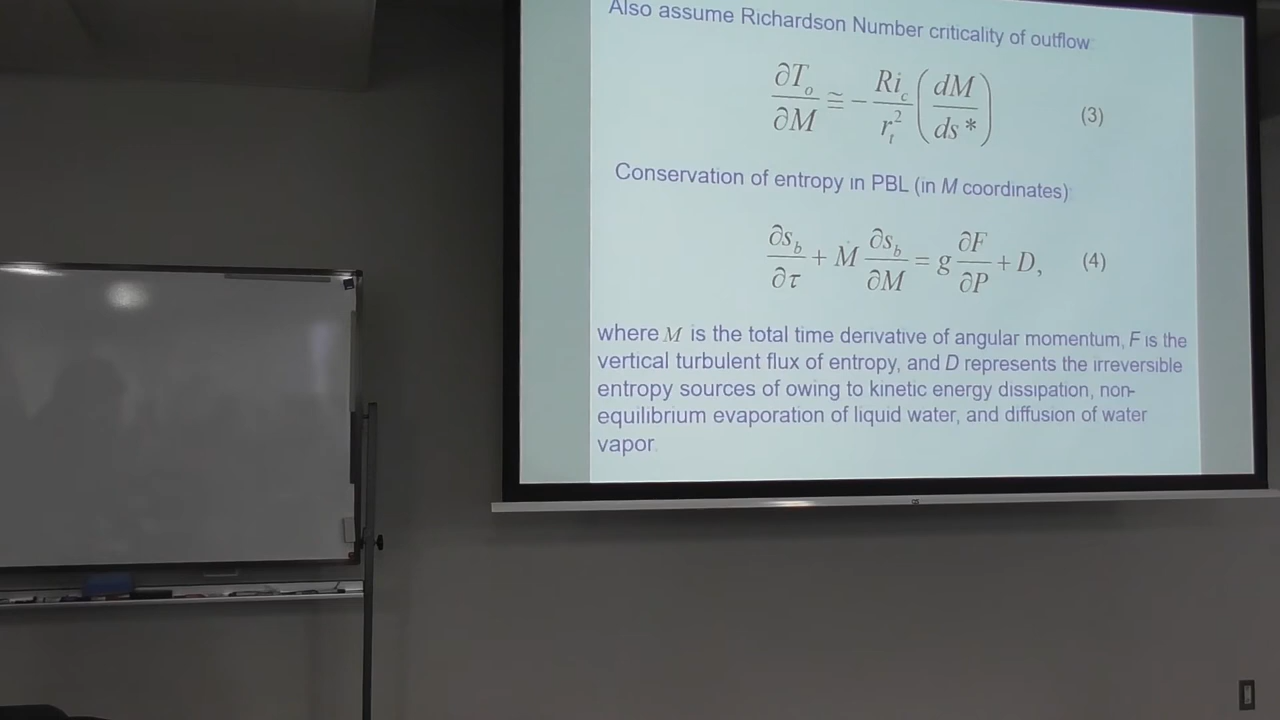 Also assume Richardson Number criticality of outflow:
∂T_o/∂M ≅ −(Ri_c/r_t^2)(dM/ds*) (3)
Conservation of entropy in PBL (in M coordinates):
∂s_b/∂τ + Ṁ ∂s_b/∂M = g ∂F/∂P + D, (4)
where Ṁ is the total time derivative of angular momentum, F is the
vertical turbulent flux of entropy, and D represents the irreversible
entropy sources of owing to kinetic energy dissipation, non-
equilibrium evaporation of liquid water, and diffusion of water
vapor.